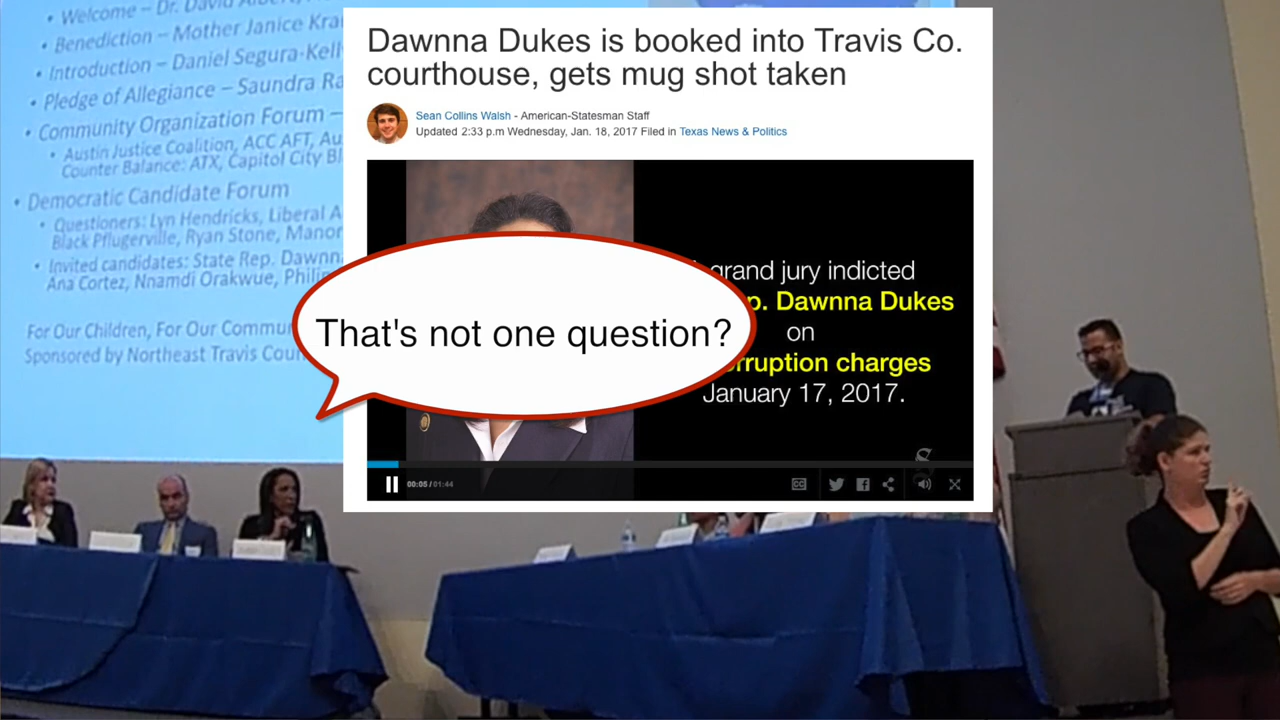 • Welcome – Dr. David
• Benediction – Mother Janice
• Introduction – Daniel
• Pledge of Allegiance – Saundra
• Community Organization Forum –
• Austin Justice Coalition, ACC AFT,
Counter Balance: ATX, Capitol City
• Democratic Candidate Forum
• Questioners: Lyn Hendricks, Liberal
Black Pflugerville, Ryan Stone, Manor
• Invited candidates: State Rep.
Ana Cortez, Nnamdi Orakwue,
For Our Children, For Our
Sponsored by Northeast Travis
Dawnna Dukes is booked into Travis Co.
courthouse, gets mug shot taken
Sean Collins Walsh - American-Statesman Staff
Updated 2:33 p.m Wednesday, Jan. 18, 2017 Filed in Texas News & Politics
grand jury indicted
Dawnna Dukes
on
charges
January 17, 2017.
That's not one question?
00:05 / 01:44
CC